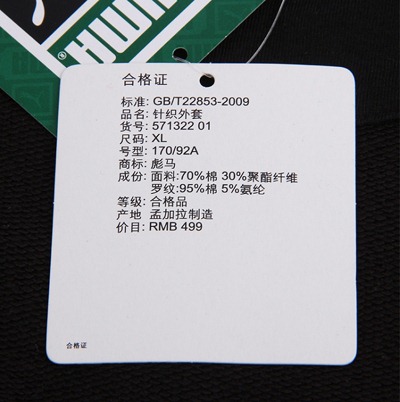 PUMA
合格证
标准: GB/T22853-2009
品名: 针织外套
货号: 571322 01
尺码: XL
号型: 170/92A
商标: 彪马
成份: 面料:70%棉 30%聚酯纤维
罗纹:95%棉 5%氨纶
等级: 合格品
产地: 孟加拉制造
价目: RMB 499
合格证